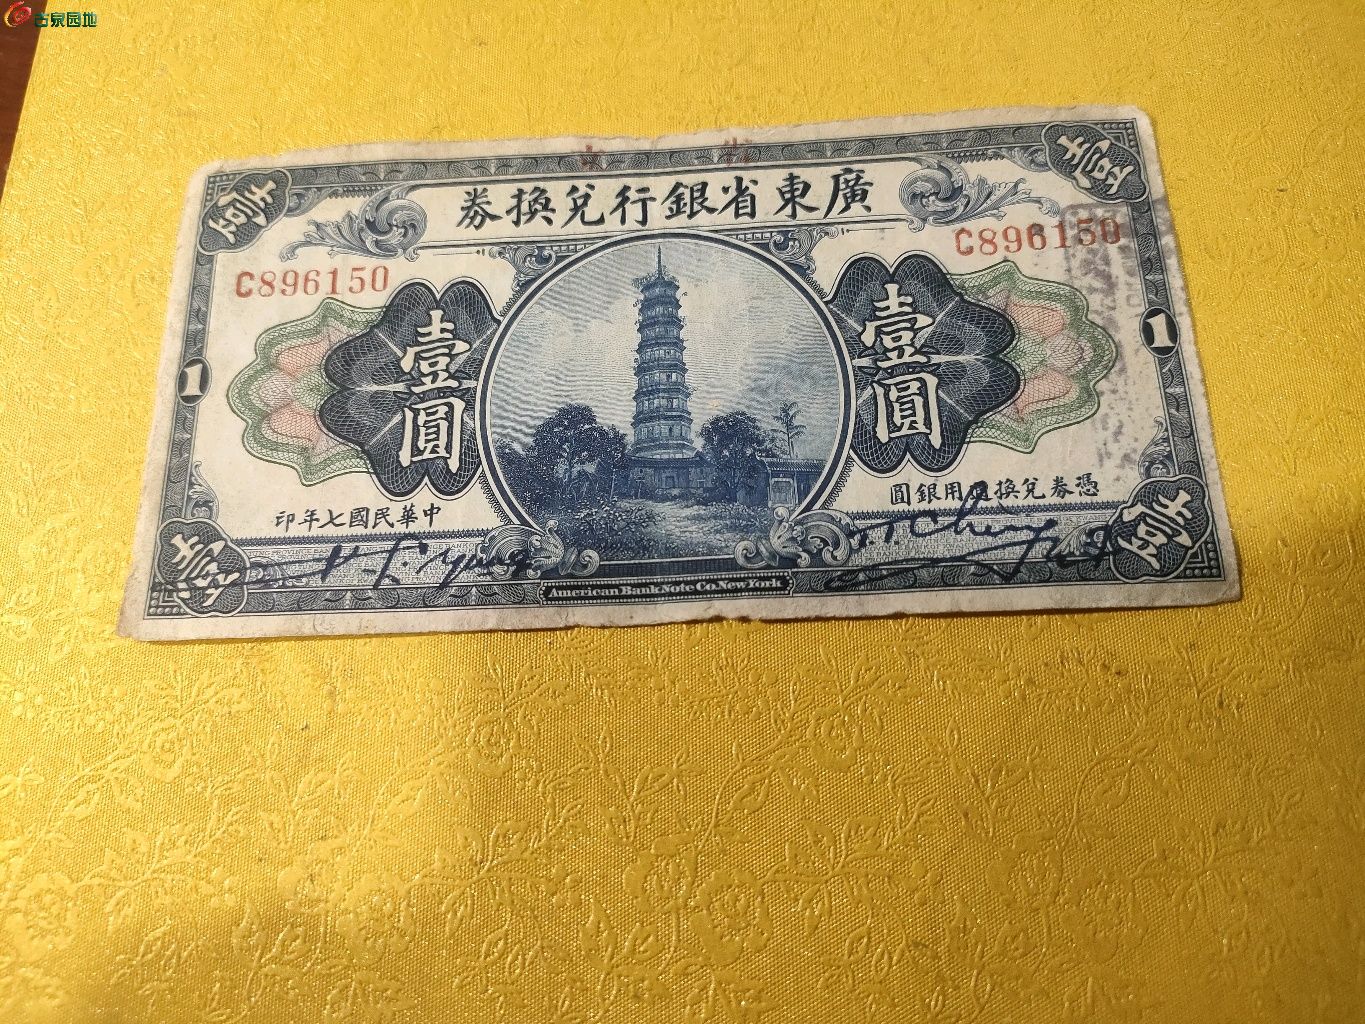 古泉园地
壹
壹
廣東省銀行兌換券
C896150
C896150
壹圓
壹圓
1
1
憑券兌換通用銀圓
中華民國七年印
壹
壹
American Bank Note Co. New York